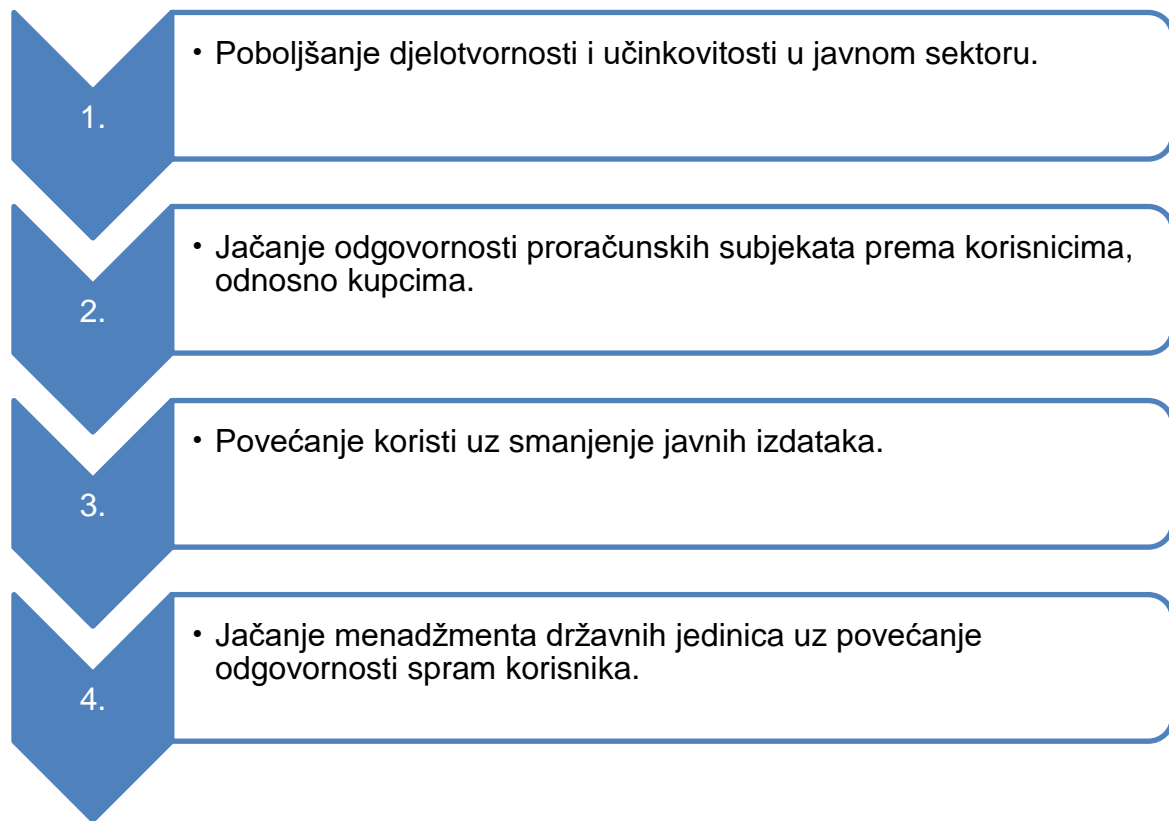 1.
• Poboljšanje djelotvornosti i učinkovitosti u javnom sektoru.
2.
• Jačanje odgovornosti proračunskih subjekata prema korisnicima,
odnosno kupcima.
3.
• Povećanje koristi uz smanjenje javnih izdataka.
4.
• Jačanje menadžmenta državnih jedinica uz povećanje
odgovornosti spram korisnika.